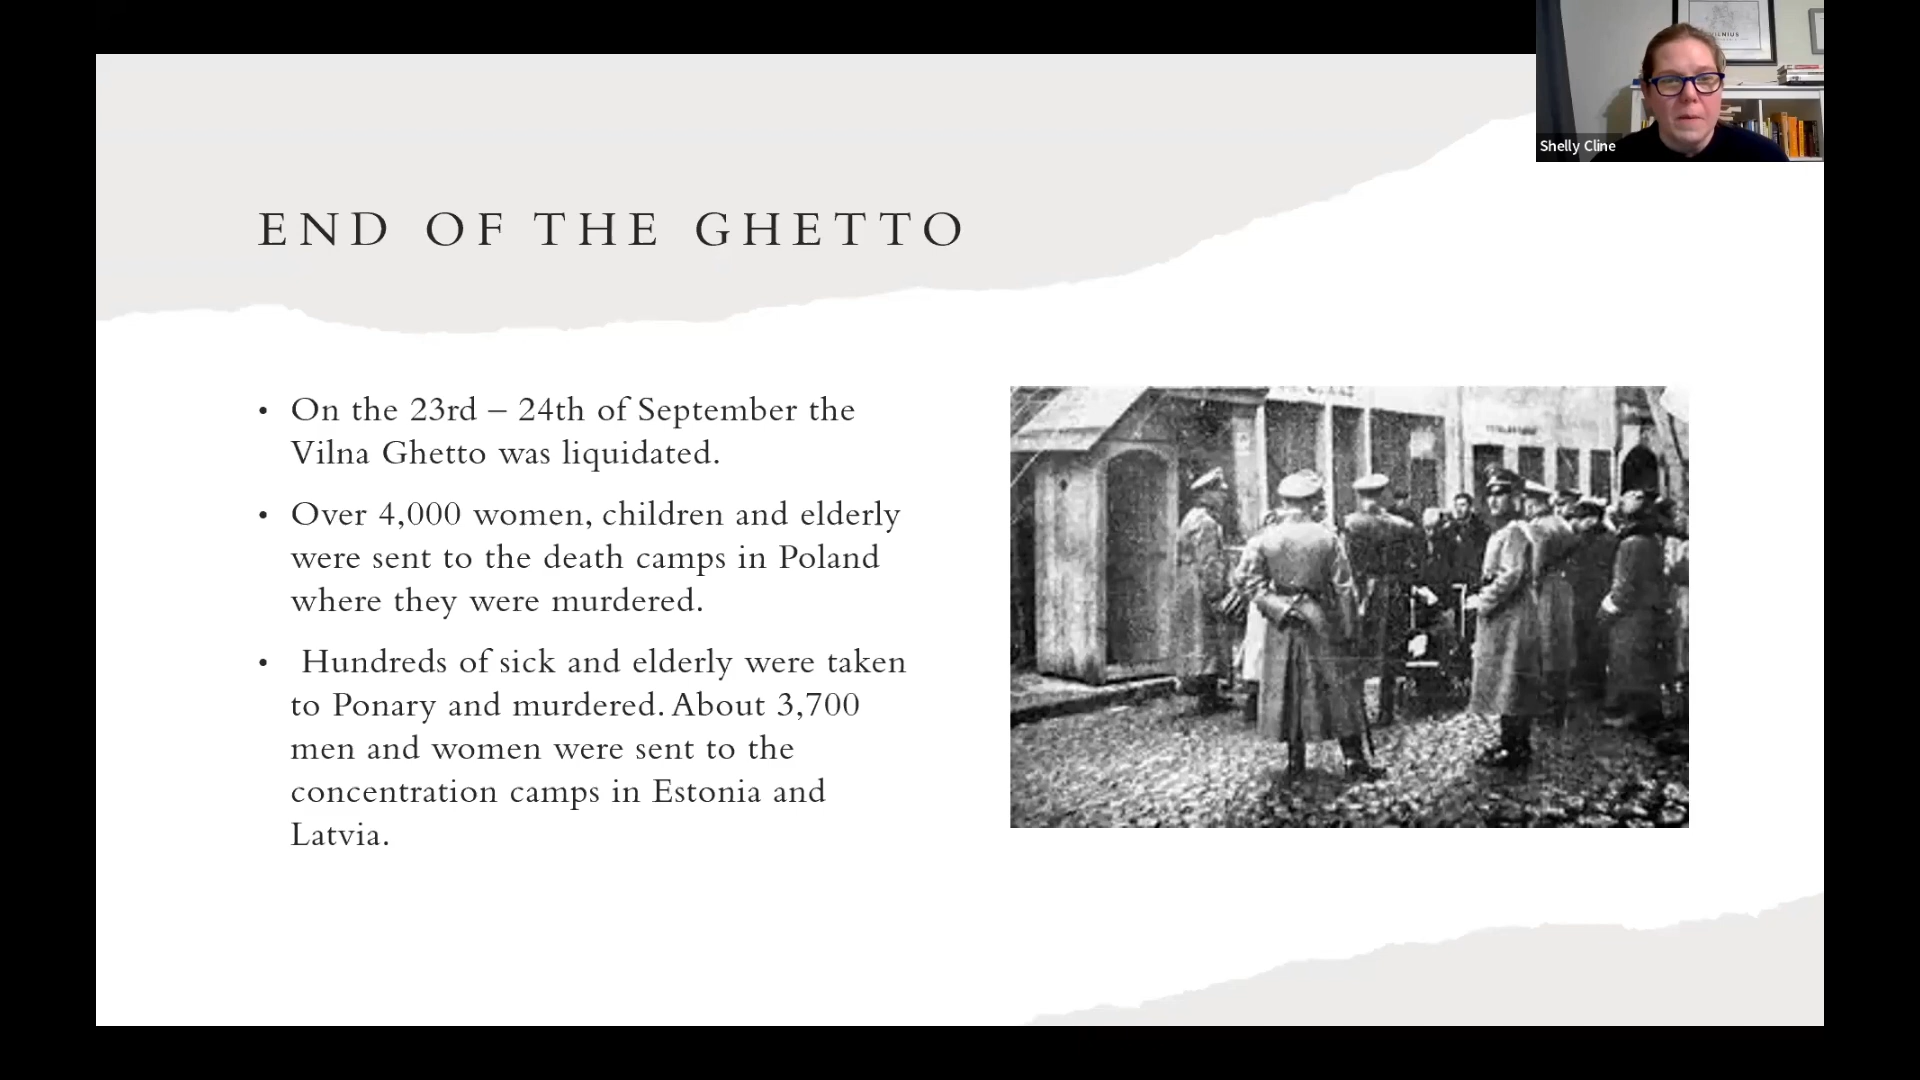 VILNIUS
Shelly Cline
END OF THE GHETTO
• On the 23rd – 24th of September the
Vilna Ghetto was liquidated.
• Over 4,000 women, children and elderly
were sent to the death camps in Poland
where they were murdered.
• Hundreds of sick and elderly were taken
to Ponary and murdered. About 3,700
men and women were sent to the
concentration camps in Estonia and
Latvia.